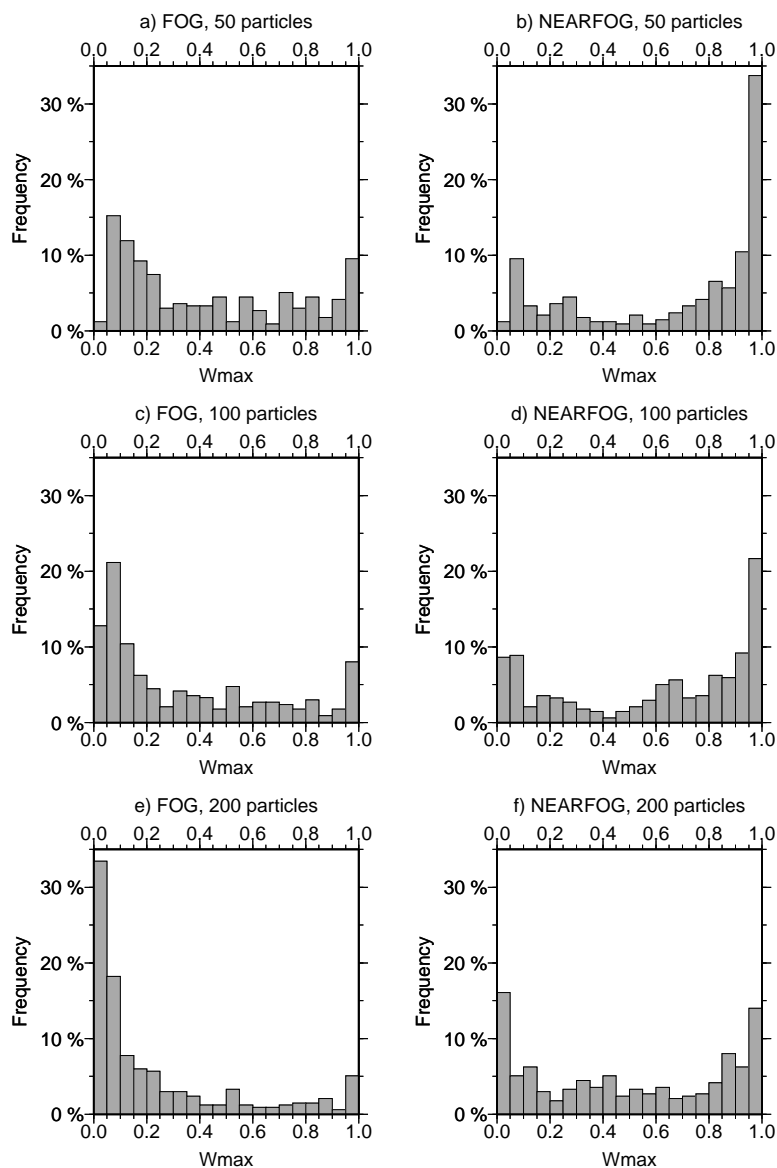 a) FOG, 50 particles
0.0 0.2 0.4 0.6 0.8 1.0
30 %
20 %
10 %
0 %
Frequency
0.0 0.2 0.4 0.6 0.8 1.0
Wmax
b) NEARFOG, 50 particles
0.0 0.2 0.4 0.6 0.8 1.0
30 %
20 %
10 %
0 %
Frequency
0.0 0.2 0.4 0.6 0.8 1.0
Wmax
c) FOG, 100 particles
0.0 0.2 0.4 0.6 0.8 1.0
30 %
20 %
10 %
0 %
Frequency
0.0 0.2 0.4 0.6 0.8 1.0
Wmax
d) NEARFOG, 100 particles
0.0 0.2 0.4 0.6 0.8 1.0
30 %
20 %
10 %
0 %
Frequency
0.0 0.2 0.4 0.6 0.8 1.0
Wmax
e) FOG, 200 particles
0.0 0.2 0.4 0.6 0.8 1.0
30 %
20 %
10 %
0 %
Frequency
0.0 0.2 0.4 0.6 0.8 1.0
Wmax
f) NEARFOG, 200 particles
0.0 0.2 0.4 0.6 0.8 1.0
30 %
20 %
10 %
0 %
Frequency
0.0 0.2 0.4 0.6 0.8 1.0
Wmax